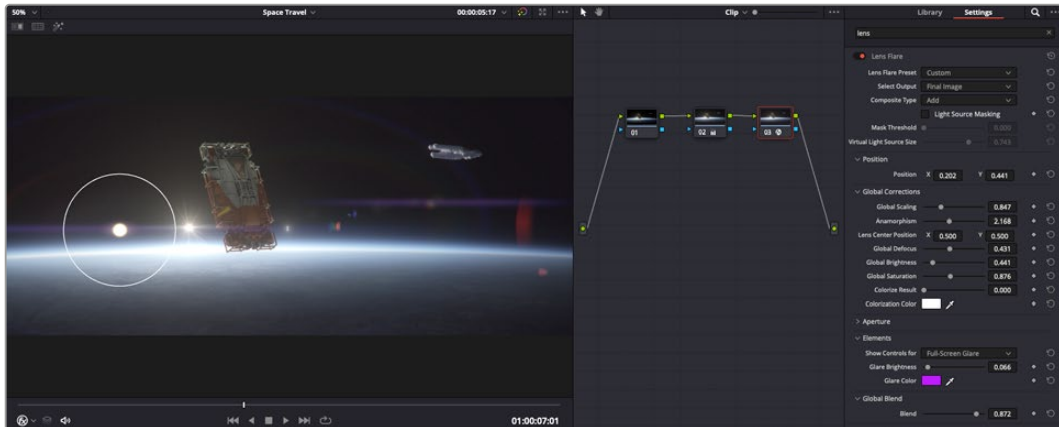 50%
Space Travel
00:00:05:17
•••
Clip
•••
Library
Settings
••
lens
Lens Flare
Lens Flare Preset Custom
Select Output Final Image
Composite Type Add
Light Source Masking
Mask Threshold 0.000
Virtual Light Source Size 0.743
Position
Position X 0.202 Y 0.441
Global Corrections
Global Scaling 0.847
Anamorphism 2.168
Lens Center Position X 0.500 Y 0.500
Global Defocus 0.431
Global Brightness 0.441
Global Saturation 0.876
Colorize Result 0.000
Colorization Color
Aperture
Elements
Show Controls for Full-Screen Glare
Glare Brightness 0.066
Glare Color
Global Blend
Blend 0.872
01
02
03
01:00:07:01